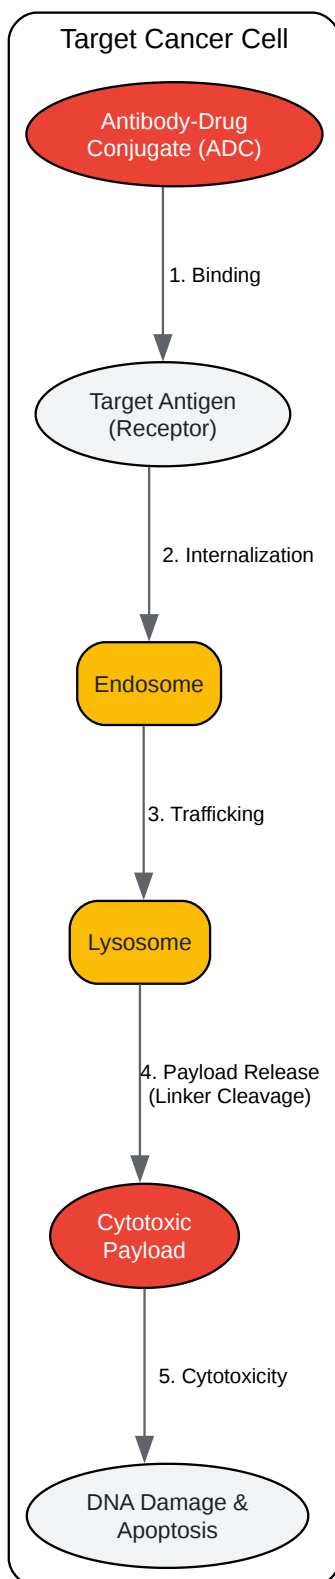 Target Cancer Cell
Antibody-Drug
Conjugate (ADC)
1. Binding
Target Antigen
(Receptor)
2. Internalization
Endosome
3. Trafficking
Lysosome
4. Payload Release
(Linker Cleavage)
Cytotoxic
Payload
5. Cytotoxicity
DNA Damage &
Apoptosis